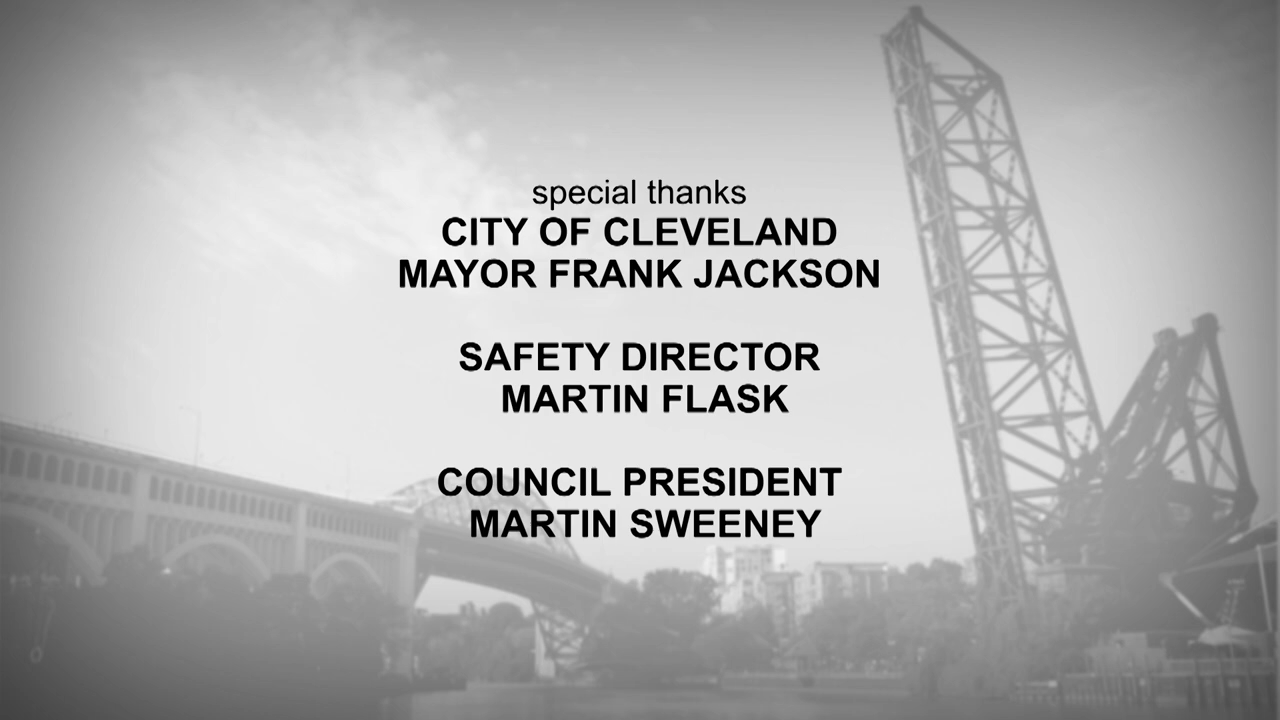 special thanks
CITY OF CLEVELAND
MAYOR FRANK JACKSON
SAFETY DIRECTOR
MARTIN FLASK
COUNCIL PRESIDENT
MARTIN SWEENEY